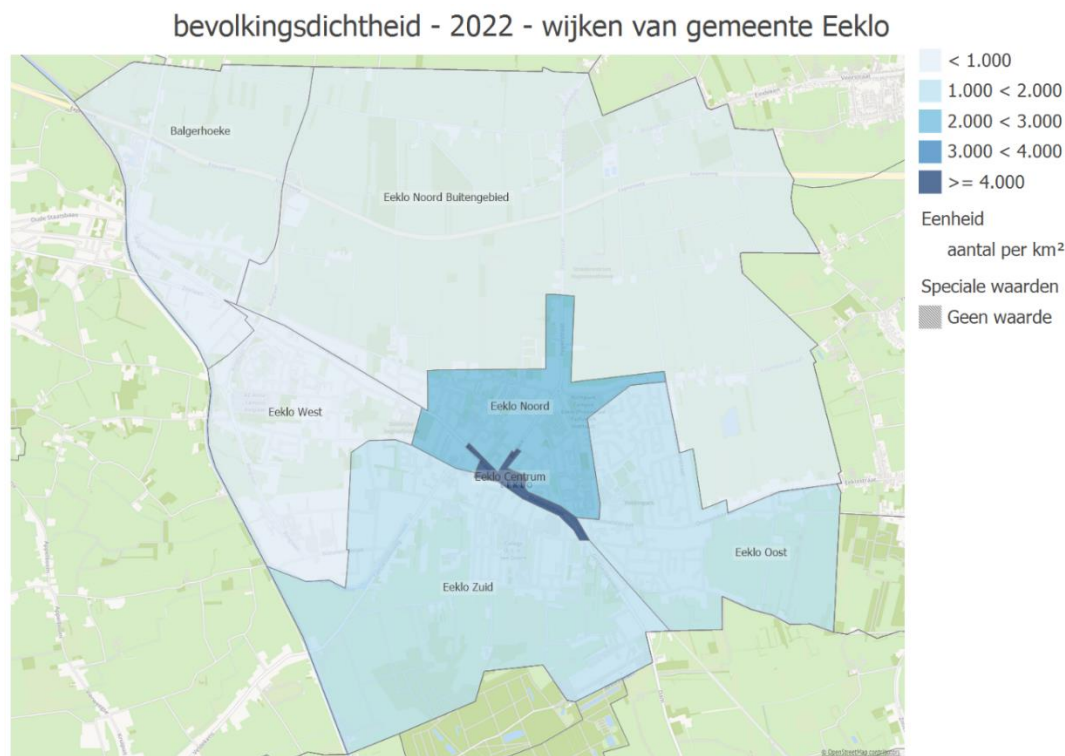 bevolkingsdichtheid - 2022 - wijken van gemeente Eeklo
< 1.000
1.000 < 2.000
2.000 < 3.000
3.000 < 4.000
>= 4.000
Eenheid
aantal per km²
Speciale waarden
Geen waarde
Balgerhoeke
Eeklo Noord Buitengebied
Eeklo West
Eeklo Noord
Eeklo Centrum
Eeklo Oost
Eeklo Zuid
© OpenStreetMap contributors